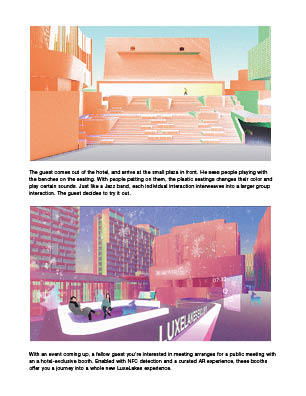 The guest comes out of the hotel, and arrive at the small plaza in front. He sees people playing with
the benches on the seating. With people patting on them, the plastic seatings changes their color and
play certain sounds. Just like a Jazz band, each individual interaction interweaves into a larger group
interaction. The guest decides to try it out.
LUXELAKES
With an event coming up, a fellow guest you're interested in meeting arranges for a public meeting with
an a hotel-exclusive booth. Enabled with NFC detection and a curated AR experience, these booths
offer you a journey into a whole new LuxeLakes experience.